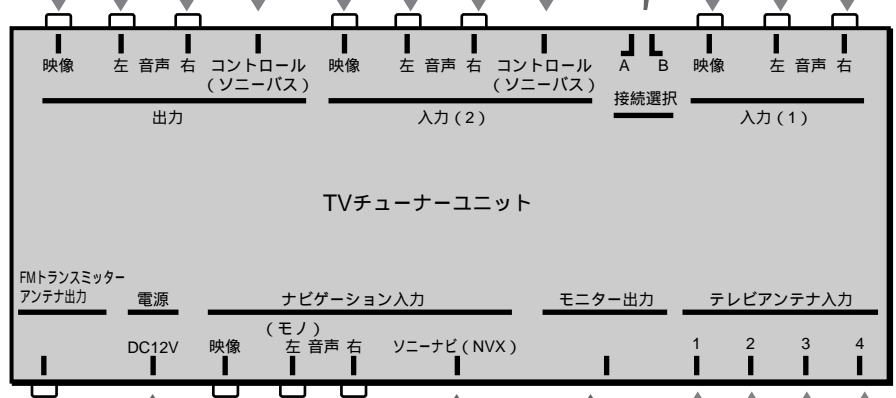 映像 左 音声 右 コントロール 映像 左 音声 右 コントロール A B 映像 左 音声 右
(ソニーバス) (ソニーバス) 接続選択
出力 入力(2) 入力(1)
TVチューナーユニット
FMトランスミッター
アンテナ出力 電源 ナビゲーション入力 モニター出力 テレビアンテナ入力
(モノ)
DC12V 映像 左 音声 右 ソニーナビ(NVX) 1 2 3 4